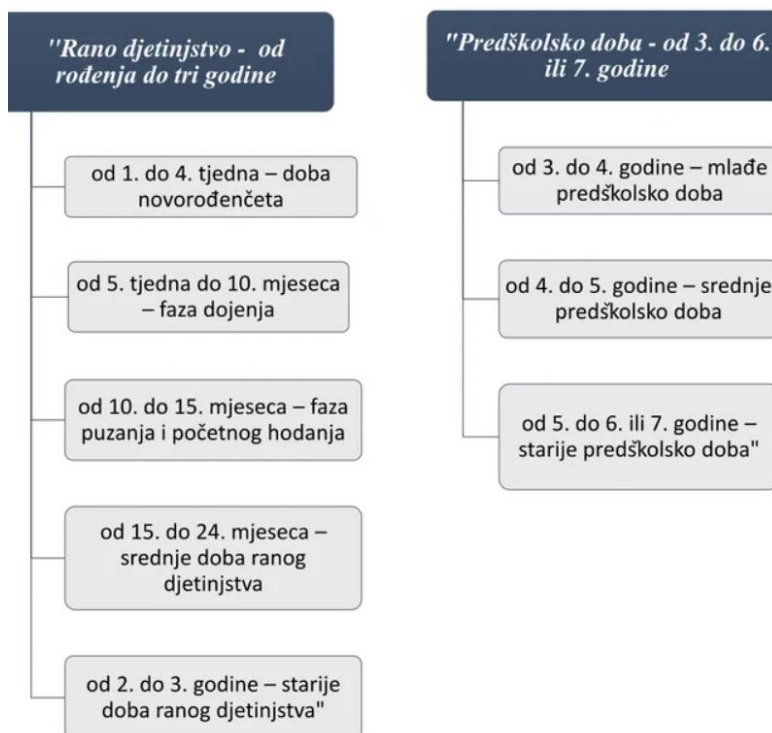 "Rano djetinjstvo - od
rođenja do tri godine
od 1. do 4. tjedna – doba
novorođenčeta
od 5. tjedna do 10. mjeseca
– faza dojenja
od 10. do 15. mjeseca – faza
puzanja i početnog hodanja
od 15. do 24. mjeseca –
srednje doba ranog
djetinjstva
od 2. do 3. godine – starije
doba ranog djetinjstva"
"Predškolsko doba - od 3. do 6.
ili 7. godine
od 3. do 4. godine – mlađe
predškolsko doba
od 4. do 5. godine – srednje
predškolsko doba
od 5. do 6. ili 7. godine –
starije predškolsko doba"